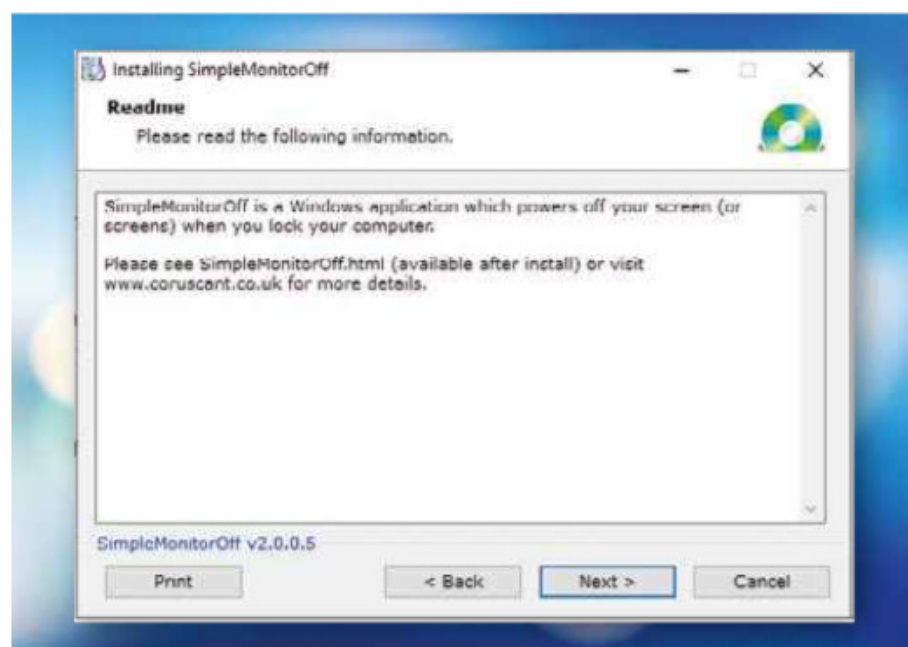 Installing SimpleMonitorOff
Readme
Please read the following information.
SimpleMonitorOff is a Windows application which powers off your screen (or
screens) when you lock your computer.
Please see SimpleMonitorOff.html (available after install) or visit
www.coruscant.co.uk for more details.
SimpleMonitorOff v2.0.0.5
Print
< Back
Next >
Cancel